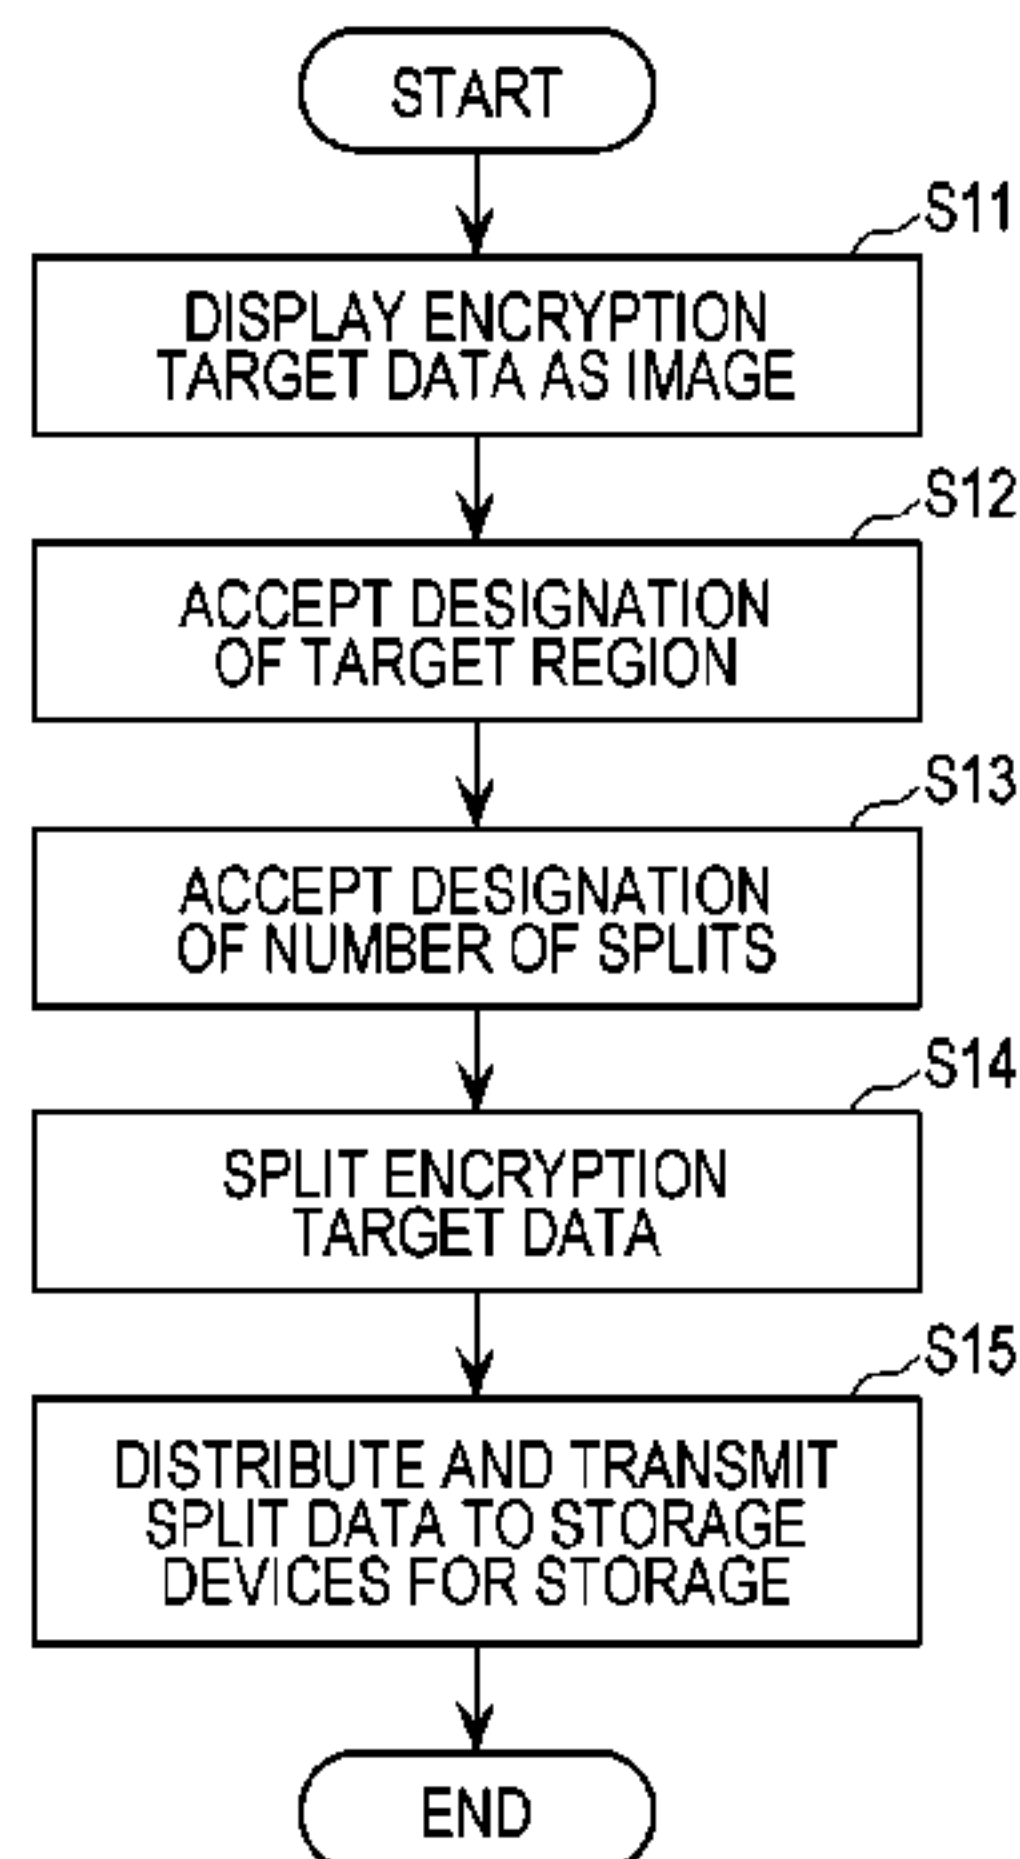 START
S11
DISPLAY ENCRYPTION
TARGET DATA AS IMAGE
S12
ACCEPT DESIGNATION
OF TARGET REGION
S13
ACCEPT DESIGNATION
OF NUMBER OF SPLITS
S14
SPLIT ENCRYPTION
TARGET DATA
S15
DISTRIBUTE AND TRANSMIT
SPLIT DATA TO STORAGE
DEVICES FOR STORAGE
END